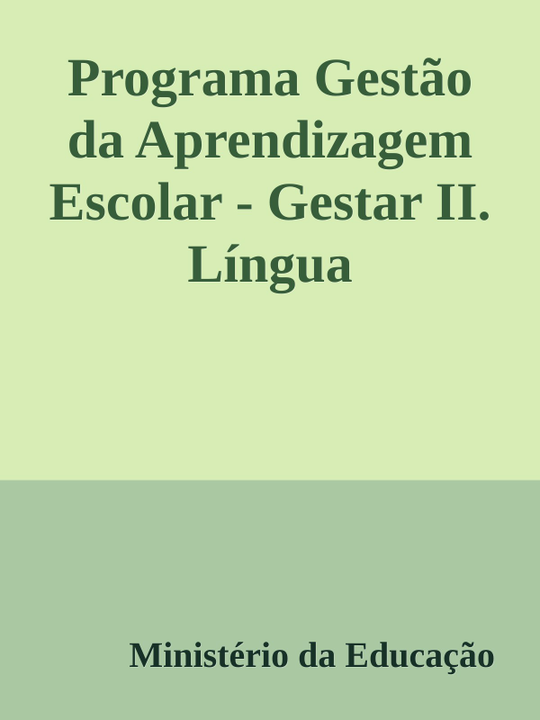 Programa Gestão
da Aprendizagem
Escolar - Gestar II.
Língua
Ministério da Educação